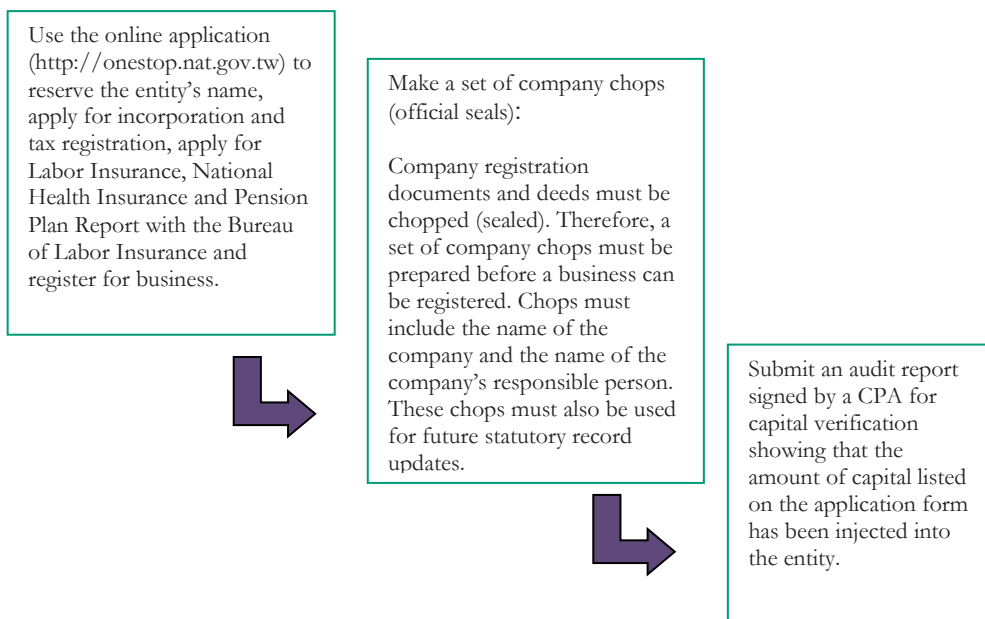 Use the online application
(http://onestop.nat.gov.tw) to
reserve the entity's name,
apply for incorporation and
tax registration, apply for
Labor Insurance, National
Health Insurance and Pension
Plan Report with the Bureau
of Labor Insurance and
register for business.
Make a set of company chops
(official seals):
Company registration
documents and deeds must be
chopped (sealed). Therefore, a
set of company chops must be
prepared before a business can
be registered. Chops must
include the name of the
company and the name of the
company's responsible person.
These chops must also be used
for future statutory record
updates.
Submit an audit report
signed by a CPA for
capital verification
showing that the
amount of capital listed
on the application form
has been injected into
the entity.